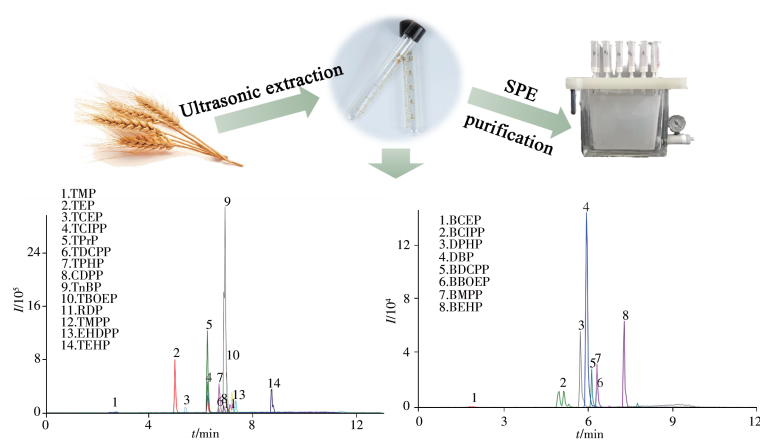 Ultrasonic extraction
SPE
purification
1.TMP
2.TEP
3.TCEP
4.TCIPP
5.TPrP
6.TDCPP
7.TPHP
8.CDPP
9.TnBP
10.TBOEP
11.RDP
12.TMPP
13.EHDPP
14.TEHP
I/10⁵
24
16
8
0
0
4
8
12
t/min
1
2
3
4
5
6
7
8
9
10
13
14
1.BCEP
2.BCIPP
3.DPHP
4.DBP
5.BDCPP
6.BBOEP
7.BMPP
8.BEHP
I/10⁴
12
8
4
0
0
3
6
9
12
t/min
1
2
3
4
5
6
7
8